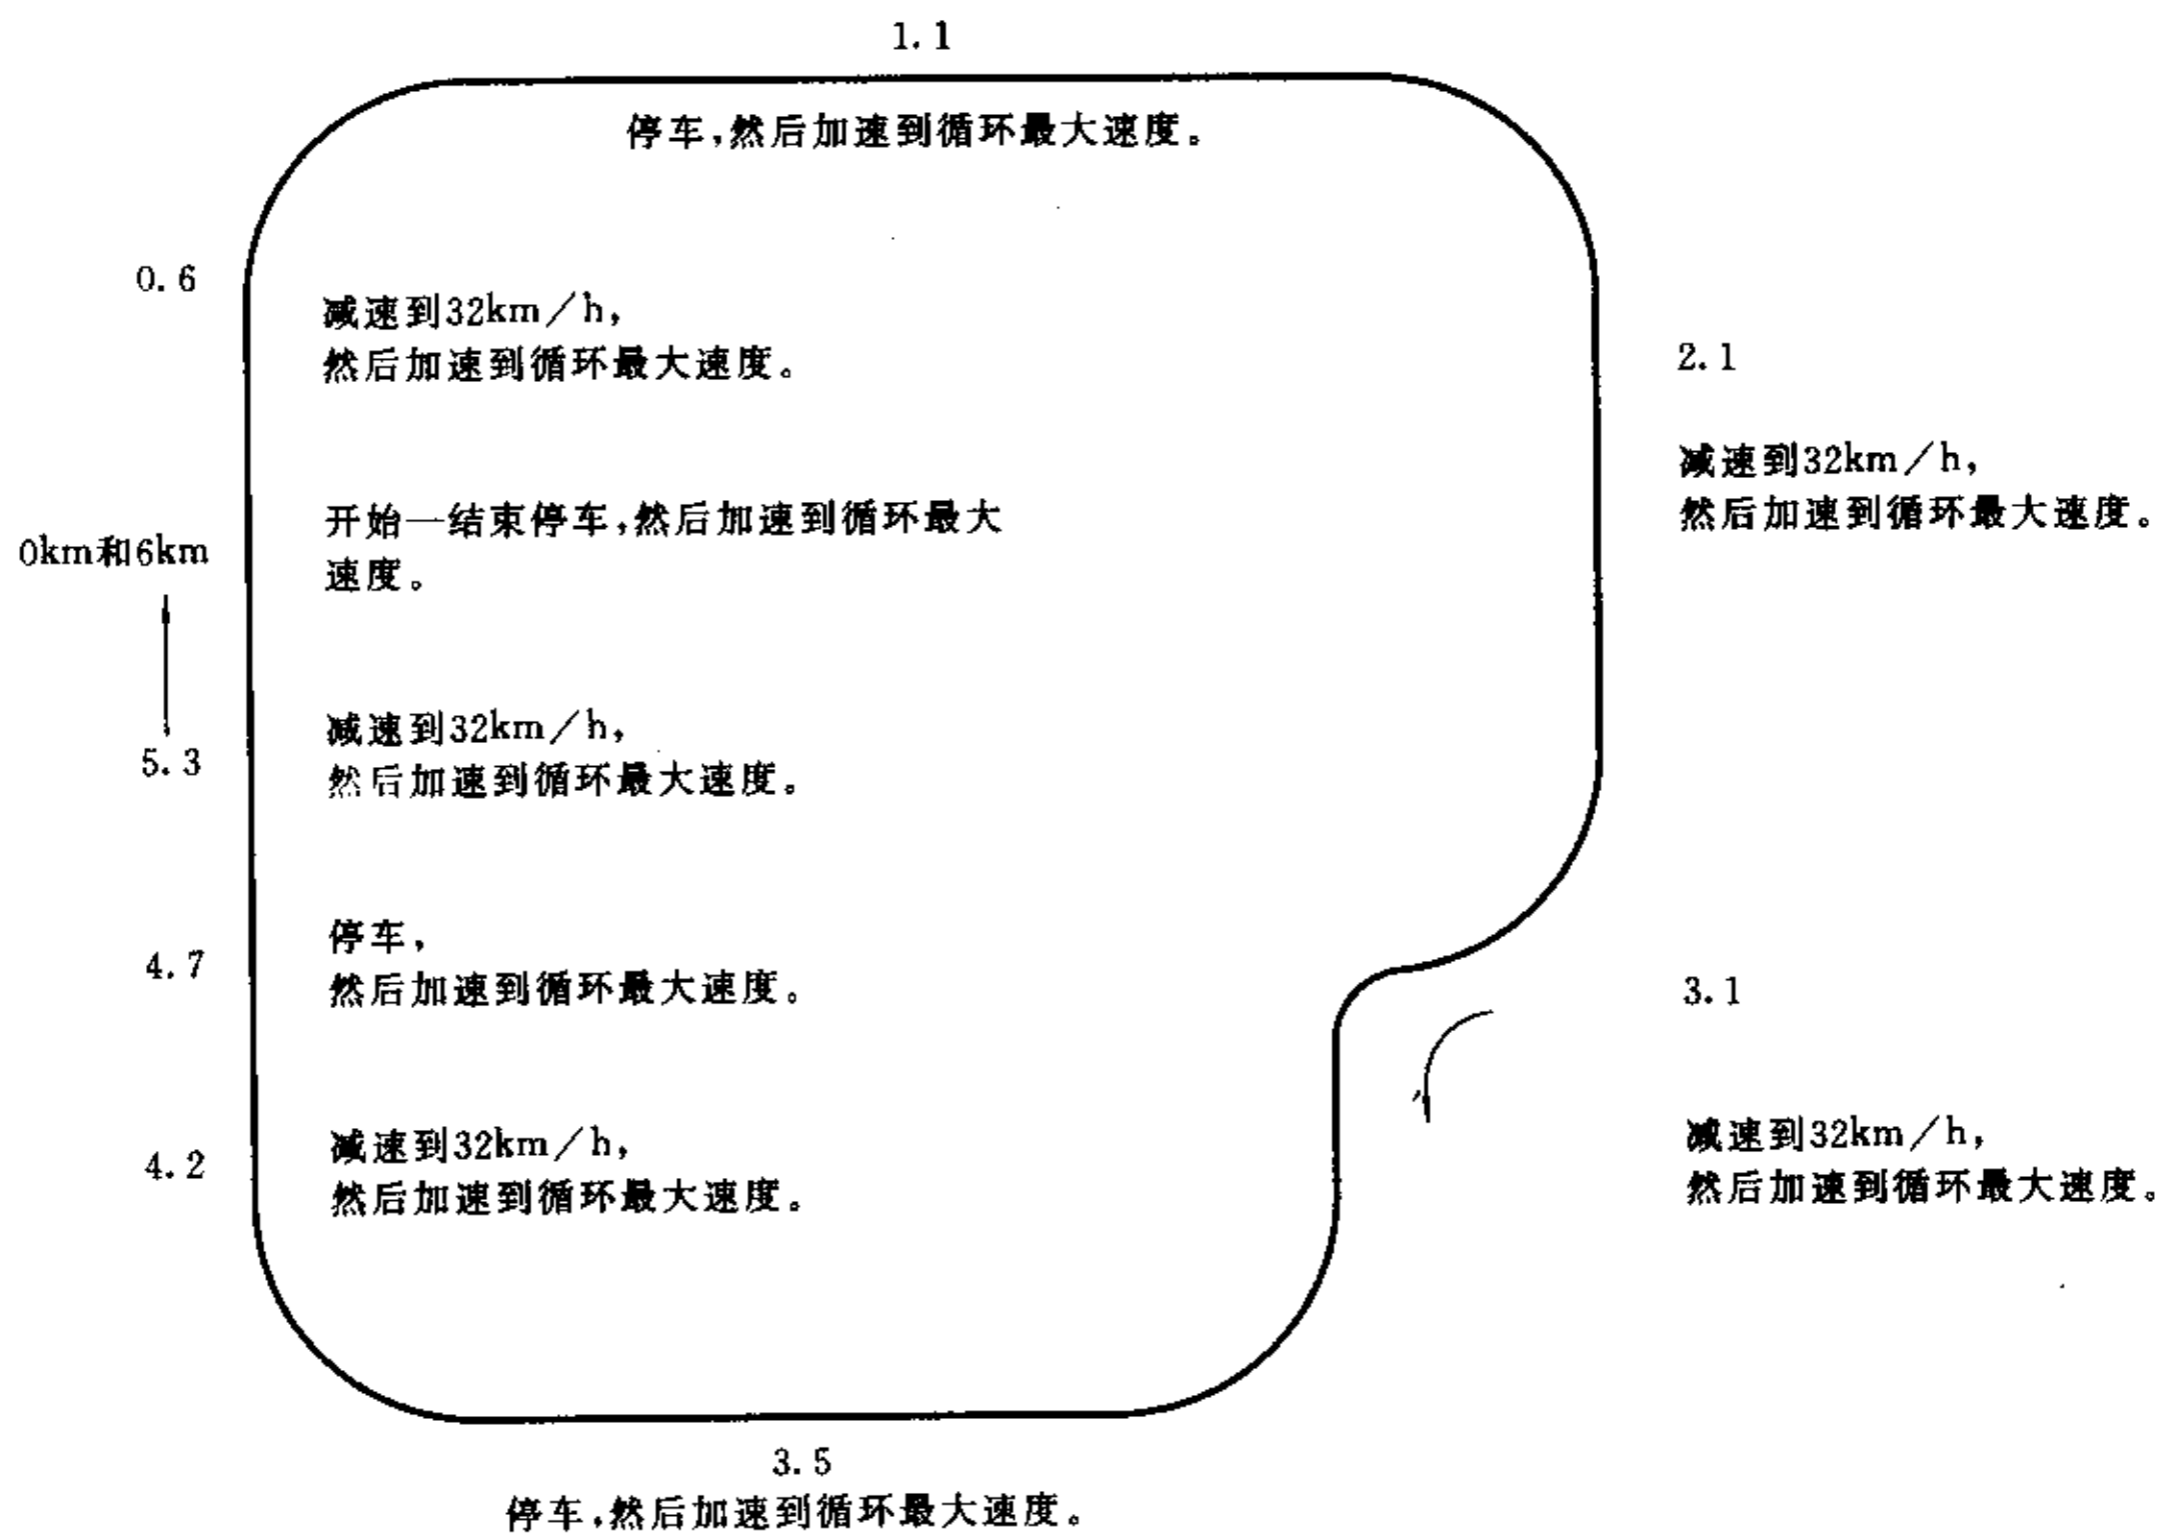 1.1
停车,然后加速到循环最大速度。
0.6
减速到32km/h,
然后加速到循环最大速度。
2.1
减速到32km/h,
然后加速到循环最大速度。
开始—结束停车,然后加速到循环最大
速度。
0km和6km
减速到32km/h,
然后加速到循环最大速度。
5.3
停车,
然后加速到循环最大速度。
4.7
3.1
减速到32km/h,
然后加速到循环最大速度。
4.2
减速到32km/h,
然后加速到循环最大速度。
3.5
停车,然后加速到循环最大速度。